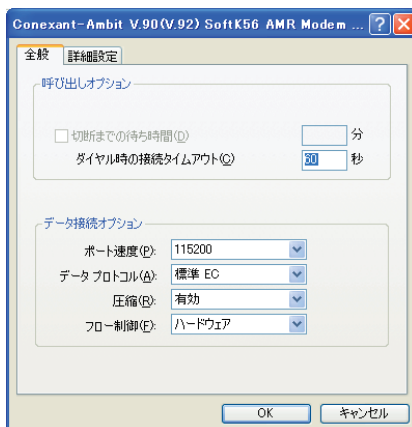 Conexant-Ambit V.90(V.92) SoftK56 AMR Modem ...
全般 詳細設定
呼び出しオプション
切断までの待ち時間(D) 分
ダイヤル時の接続タイムアウト(C) 60 秒
データ接続オプション
ポート速度(P): 115200
データ プロトコル(A): 標準 EC
圧縮(R): 有効
フロー制御(F): ハードウェア
OK キャンセル